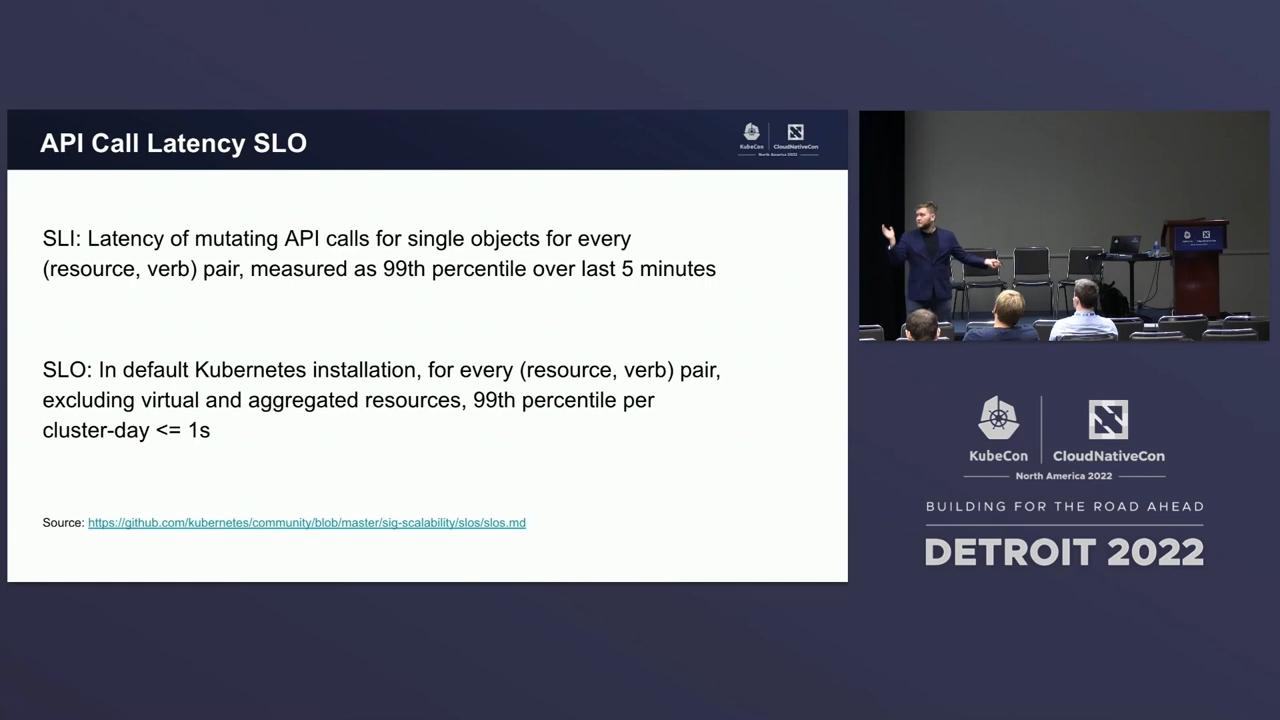 API Call Latency SLO
KubeCon
CloudNativeCon
North America 2022
SLI: Latency of mutating API calls for single objects for every
(resource, verb) pair, measured as 99th percentile over last 5 minutes
SLO: In default Kubernetes installation, for every (resource, verb) pair,
excluding virtual and aggregated resources, 99th percentile per
cluster-day <= 1s
Source: https://github.com/kubernetes/community/blob/master/sig-scalability/slos/slos.md
KubeCon
CloudNativeCon
North America 2022
BUILDING FOR THE ROAD AHEAD
DETROIT 2022